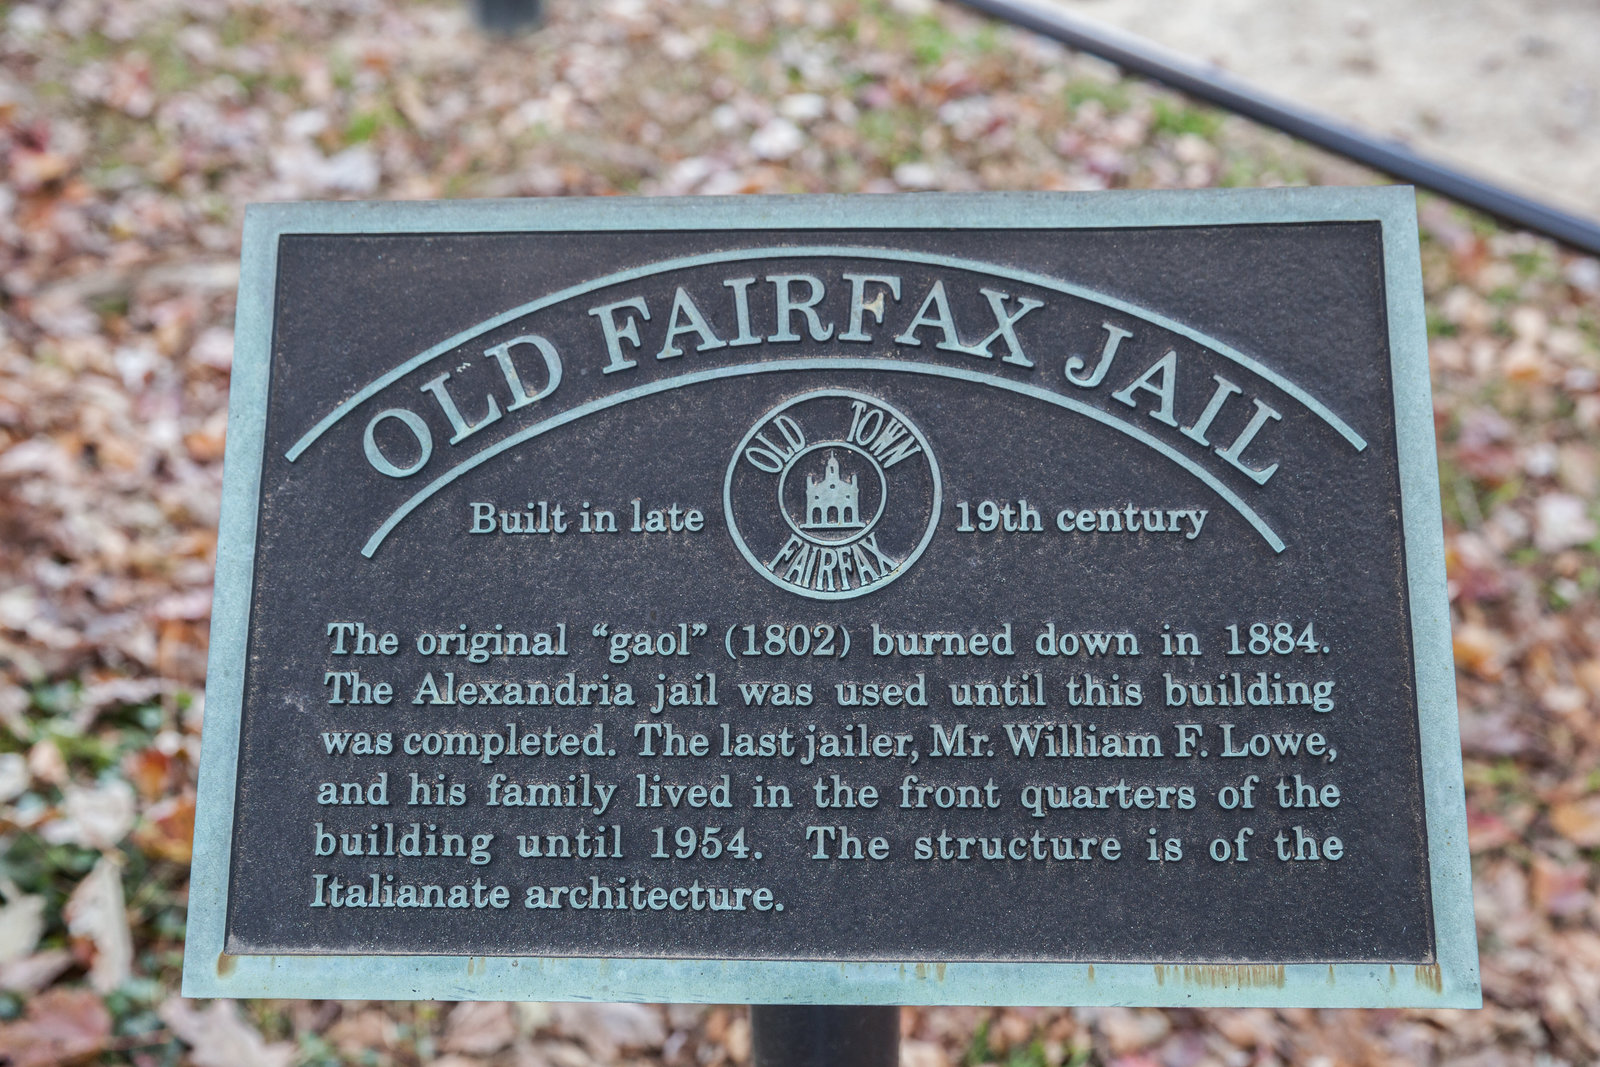 OLD FAIRFAX JAIL
OLD TOWN
FAIRFAX
Built in late 19th century
The original “gaol” (1802) burned down in 1884.
The Alexandria jail was used until this building
was completed. The last jailer, Mr. William F. Lowe,
and his family lived in the front quarters of the
building until 1954. The structure is of the
Italianate architecture.